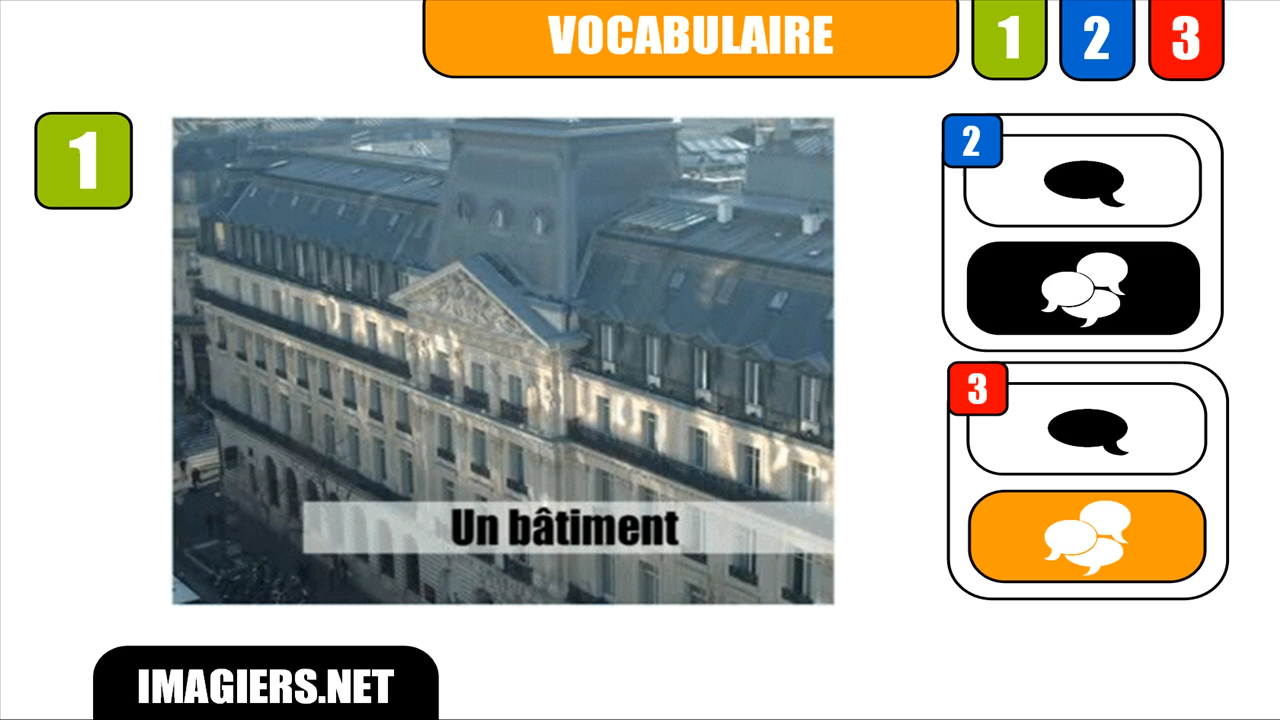 VOCABULAIRE
1 2 3
1
2
Un bâtiment
3
IMAGIERS.NET